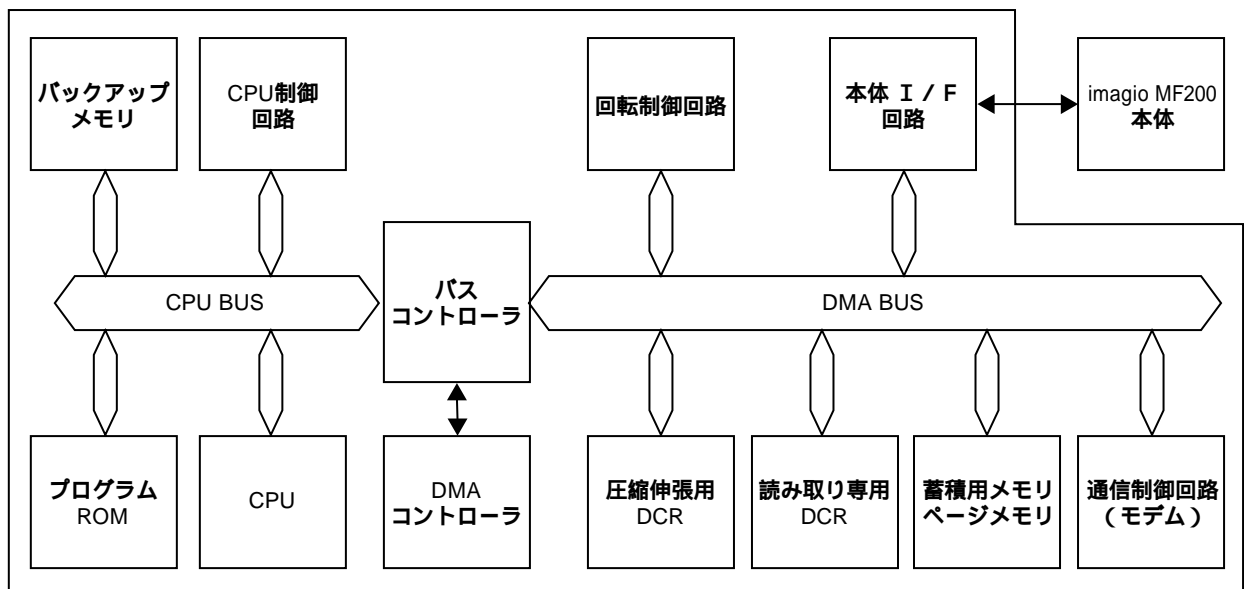 バックアップ
メモリ
CPU制御
回路
回転制御回路
本体 Ｉ／Ｆ
回路
imagio MF200
本体
CPU BUS
バス
コントローラ
DMA BUS
プログラム
ROM
CPU
DMA
コントローラ
圧縮伸張用
DCR
読み取り専用
DCR
蓄積用メモリ
ページメモリ
通信制御回路
（モデム）